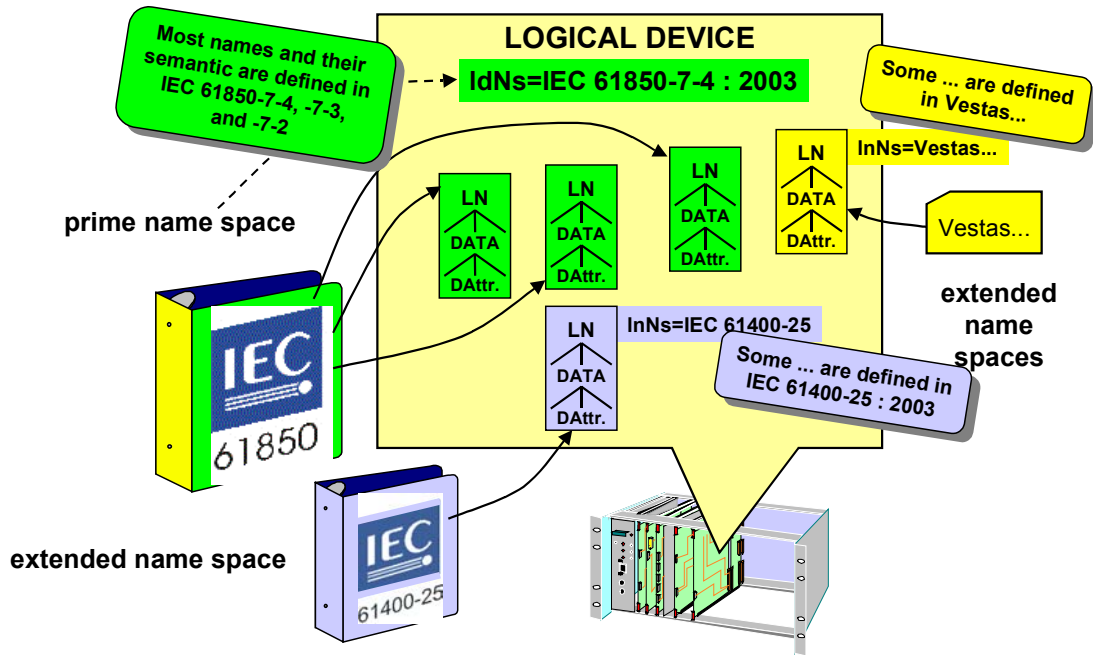 LOGICAL DEVICE
Most names and their
semantic are defined in
IEC 61850-7-4, -7-3,
and -7-2
ldNs=IEC 61850-7-4 : 2003
Some ... are defined
in Vestas...
lnNs=Vestas...
LN
DATA
DAttr.
LN
DATA
DAttr.
LN
DATA
DAttr.
LN
DATA
DAttr.
prime name space
Vestas...
extended
name
spaces
IEC
61850
LN
DATA
DAttr.
lnNs=IEC 61400-25
Some ... are defined in
IEC 61400-25 : 2003
extended name space
IEC
61400-25